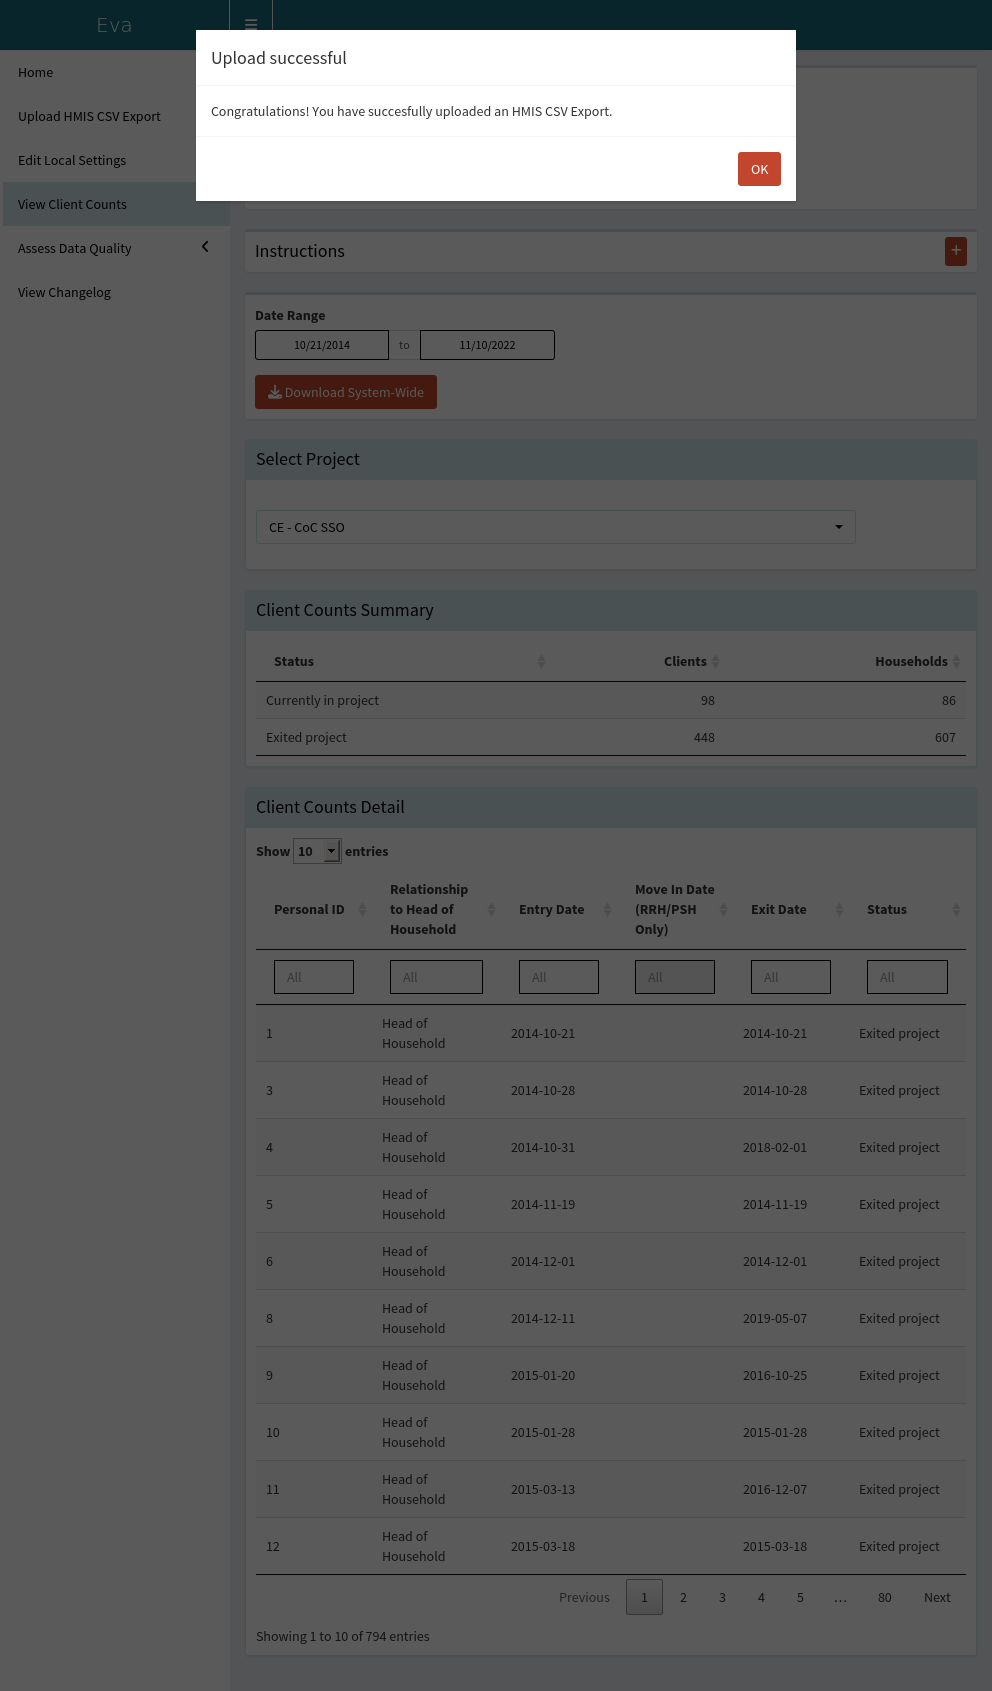 Eva
Upload successful
Congratulations! You have succesfully uploaded an HMIS CSV Export.
OK
Home
Upload HMIS CSV Export
Edit Local Settings
View Client Counts
Assess Data Quality
View Changelog
Instructions
Date Range
10/21/2014 to 11/10/2022
Download System-Wide
Select Project
CE - CoC SSO
Client Counts Summary
Status Clients Households
Currently in project 98 86
Exited project 448 607
Client Counts Detail
Show 10 entries
Personal ID Relationship to Head of Household Entry Date Move In Date (RRH/PSH Only) Exit Date Status
All All All All All All
1 Head of Household 2014-10-21 2014-10-21 Exited project
3 Head of Household 2014-10-28 2014-10-28 Exited project
4 Head of Household 2014-10-31 2018-02-01 Exited project
5 Head of Household 2014-11-19 2014-11-19 Exited project
6 Head of Household 2014-12-01 2014-12-01 Exited project
8 Head of Household 2014-12-11 2019-05-07 Exited project
9 Head of Household 2015-01-20 2016-10-25 Exited project
10 Head of Household 2015-01-28 2015-01-28 Exited project
11 Head of Household 2015-03-13 2016-12-07 Exited project
12 Head of Household 2015-03-18 2015-03-18 Exited project
Previous 1 2 3 4 5 … 80 Next
Showing 1 to 10 of 794 entries